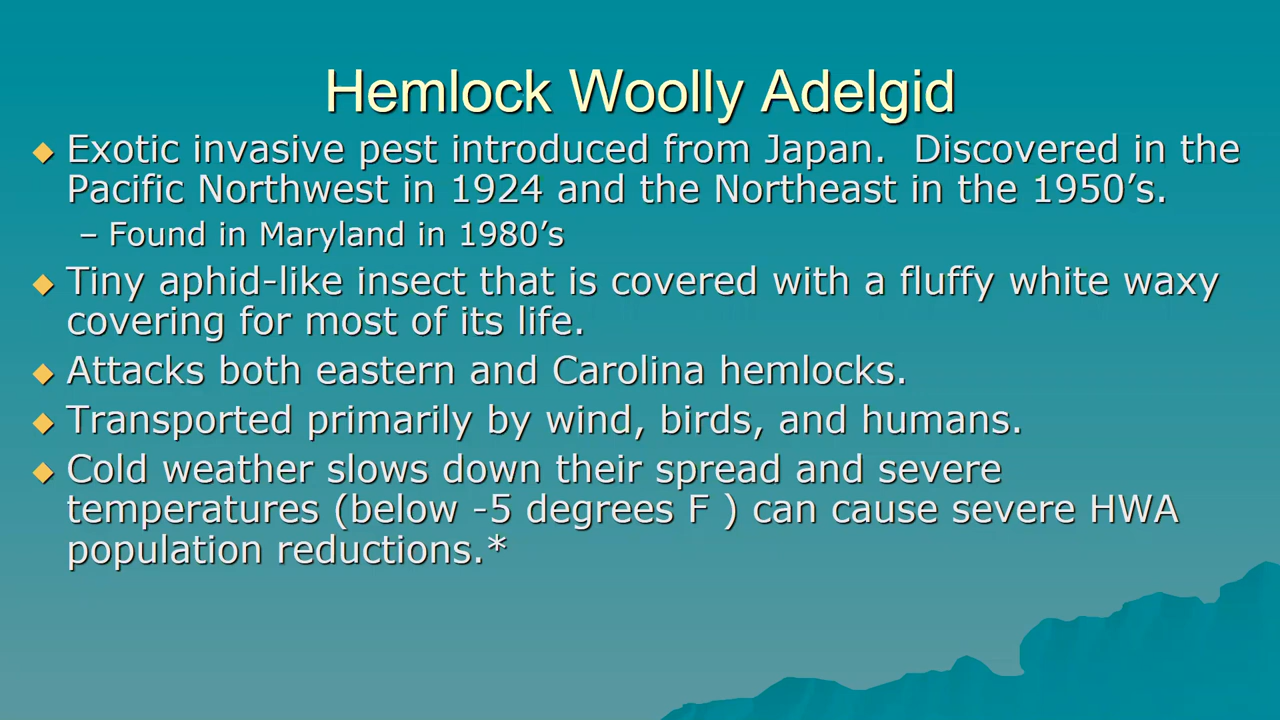 Hemlock Woolly Adelgid
Exotic invasive pest introduced from Japan.  Discovered in the
Pacific Northwest in 1924 and the Northeast in the 1950’s.
– Found in Maryland in 1980’s
Tiny aphid-like insect that is covered with a fluffy white waxy
covering for most of its life.
Attacks both eastern and Carolina hemlocks.
Transported primarily by wind, birds, and humans.
Cold weather slows down their spread and severe
temperatures (below -5 degrees F ) can cause severe HWA
population reductions.*